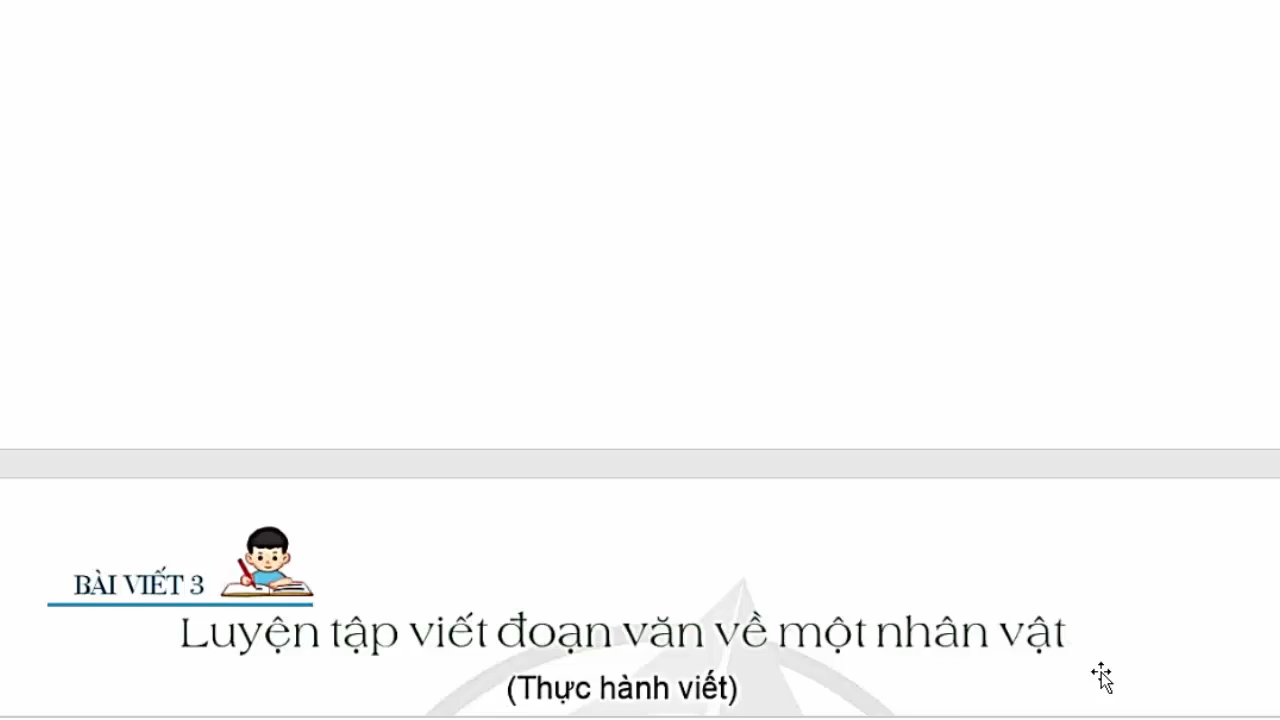 BÀI VIẾT 3
Luyện tập viết đoạn văn về một nhân vật
(Thực hành viết)